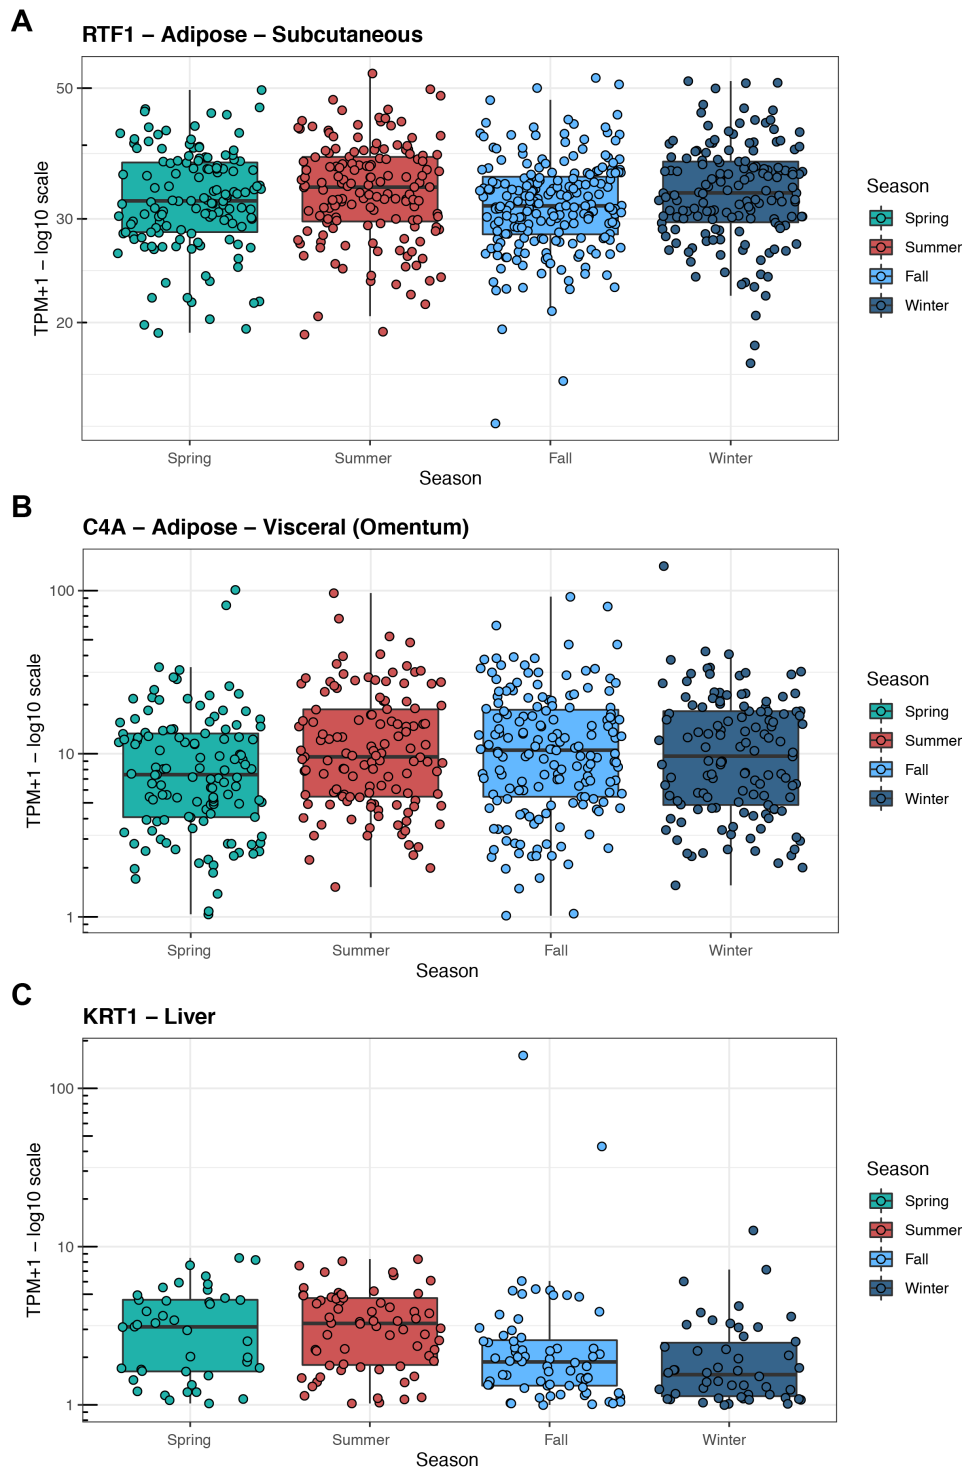 A
RTF1 – Adipose – Subcutaneous
TPM+1 – log10 scale
50
30
20
Spring
Summer
Fall
Winter
Season
Season
Spring
Summer
Fall
Winter
B
C4A – Adipose – Visceral (Omentum)
TPM+1 – log10 scale
100
10
1
Spring
Summer
Fall
Winter
Season
Season
Spring
Summer
Fall
Winter
C
KRT1 – Liver
TPM+1 – log10 scale
100
10
1
Spring
Summer
Fall
Winter
Season
Season
Spring
Summer
Fall
Winter